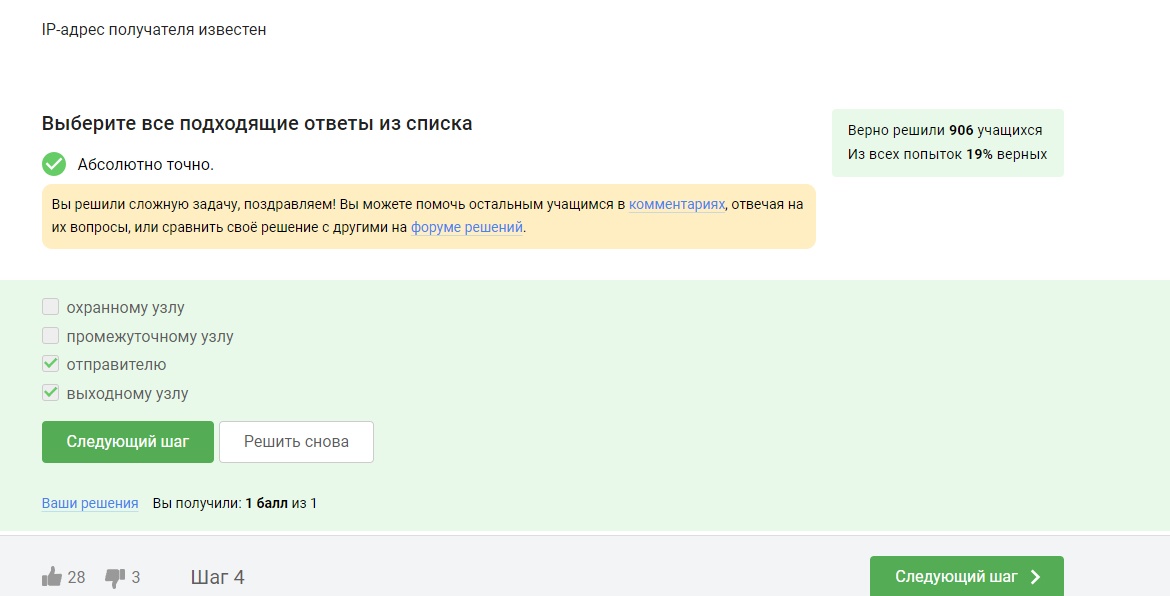 IP-адрес получателя известен
Выберите все подходящие ответы из списка
Абсолютно точно.
Вы решили сложную задачу, поздравляем! Вы можете помочь остальным учащимся в комментариях, отвечая на
их вопросы, или сравнить своё решение с другими на форуме решений.
Верно решили 906 учащихся
Из всех попыток 19% верных
охранному узлу
промежуточному узлу
отправителю
выходному узлу
Следующий шаг
Решить снова
Ваши решения Вы получили: 1 балл из 1
28 3 Шаг 4
Следующий шаг